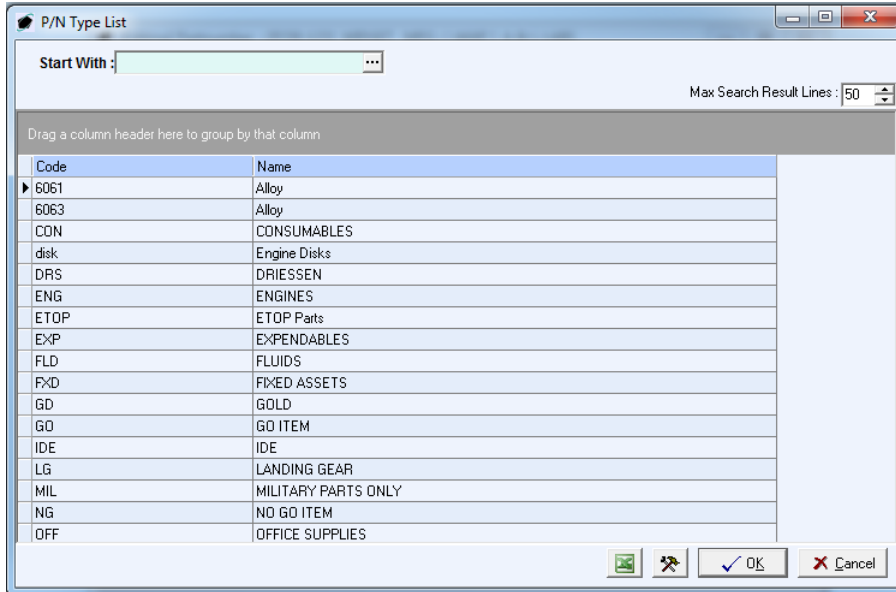 P/N Type List
Start With :
Max Search Result Lines : 50
Drag a column header here to group by that column
Code Name
6061 Alloy
6063 Alloy
CON CONSUMABLES
disk Engine Disks
DRS DRIESSEN
ENG ENGINES
ETOP ETOP Parts
EXP EXPENDABLES
FLD FLUIDS
FXD FIXED ASSETS
GD GOLD
GO GO ITEM
IDE IDE
LG LANDING GEAR
MIL MILITARY PARTS ONLY
NG NO GO ITEM
OFF OFFICE SUPPLIES
OK Cancel